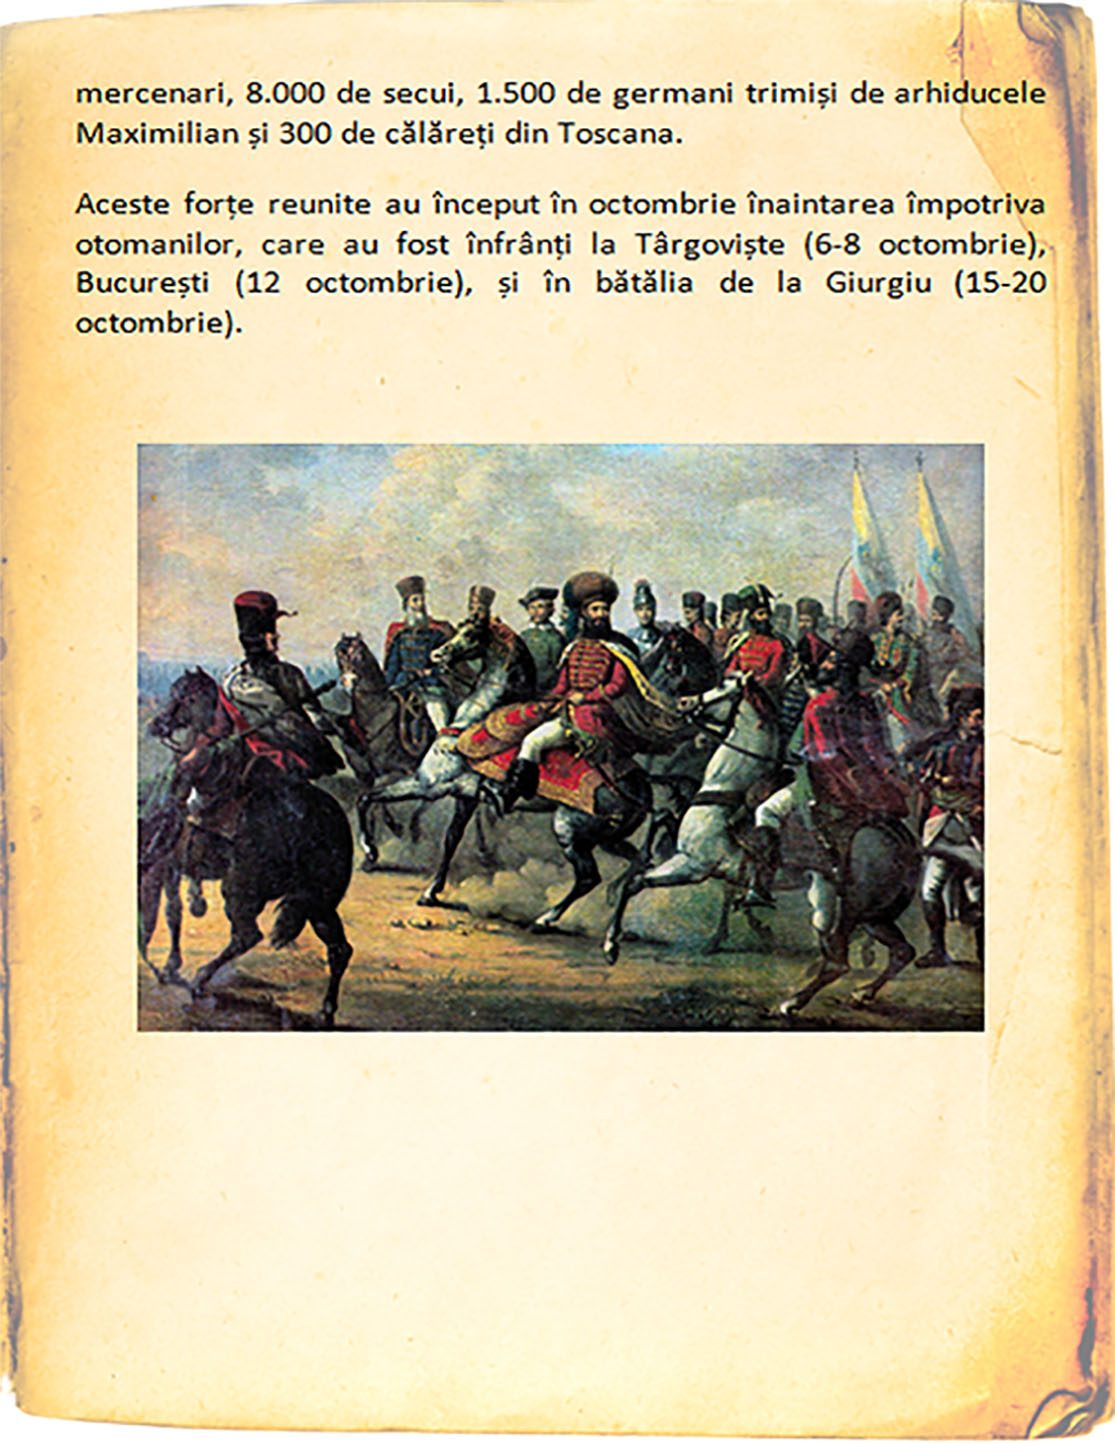 mercenari, 8.000 de secui, 1.500 de germani trimiși de arhiducele
Maximilian și 300 de călăreți din Toscana.
Aceste forțe reunite au început în octombrie înaintarea împotriva
otomanilor, care au fost înfrânți la Târgoviște (6-8 octombrie),
București (12 octombrie), și în bătălia de la Giurgiu (15-20
octombrie).